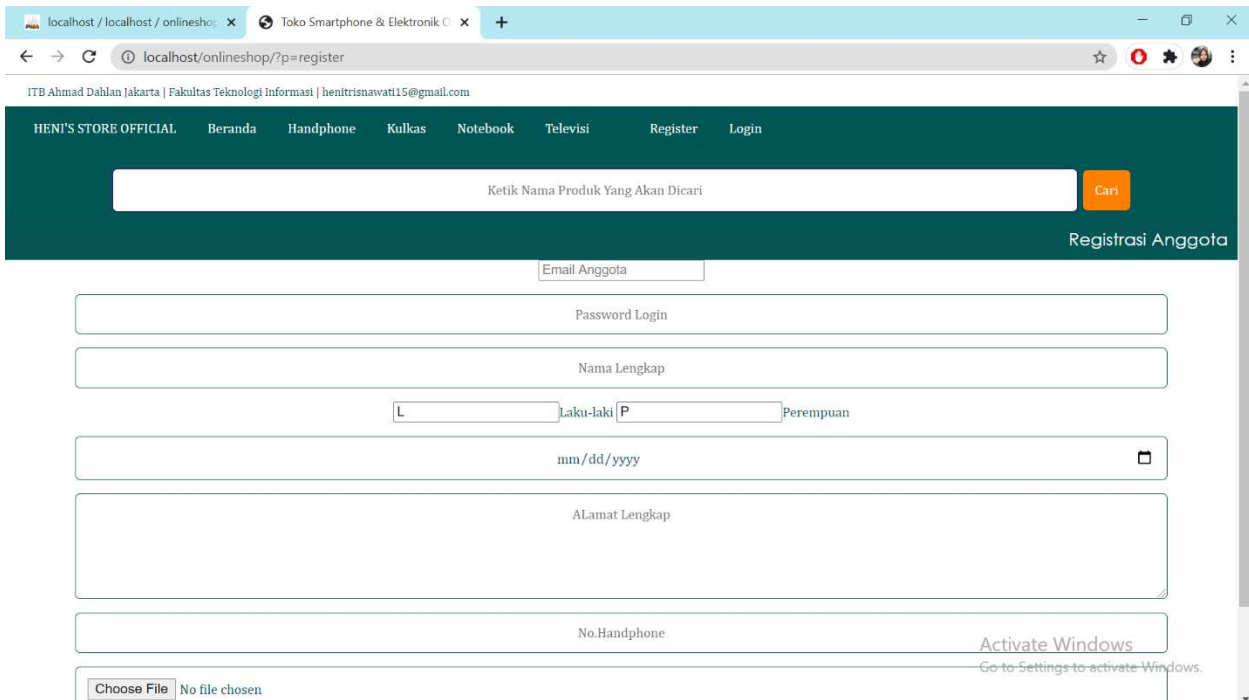 localhost / localhost / onlineshop
Toko Smartphone & Elektronik O
localhost/onlineshop/?p=register
ITB Ahmad Dahlan Jakarta | Fakultas Teknologi Informasi | henitrisnawati15@gmail.com
HENI'S STORE OFFICIAL Beranda Handphone Kulkas Notebook Televisi Register Login
Ketik Nama Produk Yang Akan Dicari Cari
Registrasi Anggota
Email Anggota
Password Login
Nama Lengkap
L Laku-laki P Perempuan
mm/dd/yyyy
ALamat Lengkap
No.Handphone
Activate Windows
Go to Settings to activate Windows.
Choose File No file chosen